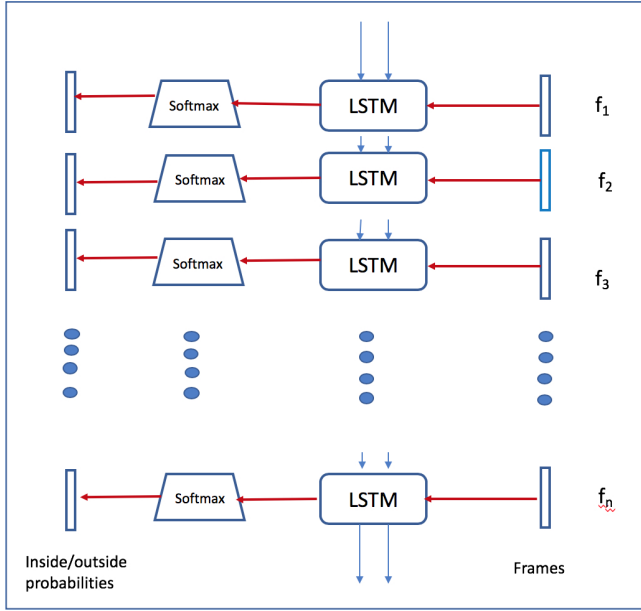 Softmax LSTM f1
Softmax LSTM f2
Softmax LSTM f3
Softmax LSTM fn
Inside/outside
probabilities
Frames